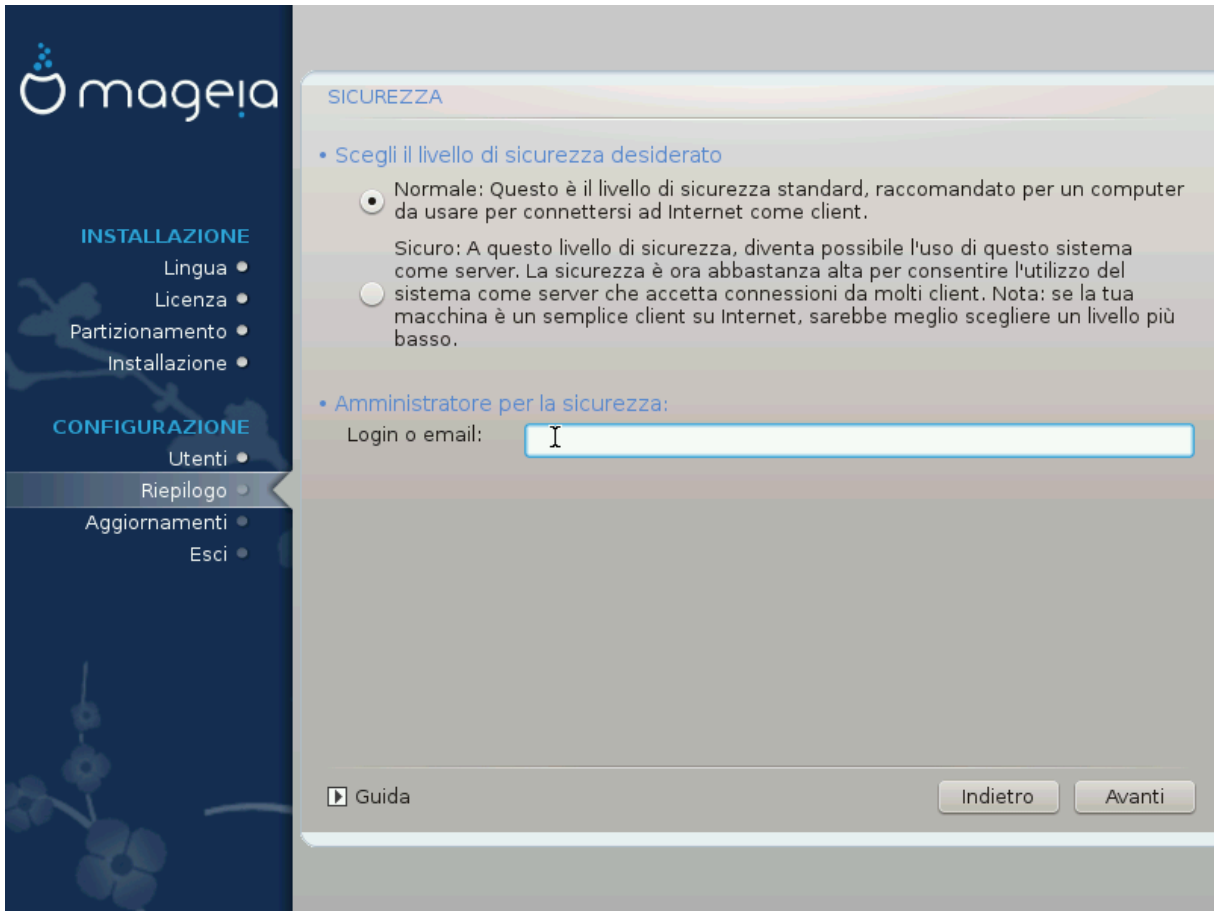 mageia
INSTALLAZIONE
Lingua
Licenza
Partizionamento
Installazione
CONFIGURAZIONE
Utenti
Riepilogo
Aggiornamenti
Esci
SICUREZZA
• Scegli il livello di sicurezza desiderato
Normale: Questo è il livello di sicurezza standard, raccomandato per un computer
da usare per connettersi ad Internet come client.
Sicuro: A questo livello di sicurezza, diventa possibile l'uso di questo sistema
come server. La sicurezza è ora abbastanza alta per consentire l'utilizzo del
sistema come server che accetta connessioni da molti client. Nota: se la tua
macchina è un semplice client su Internet, sarebbe meglio scegliere un livello più
basso.
• Amministratore per la sicurezza:
Login o email:
Guida
Indietro
Avanti